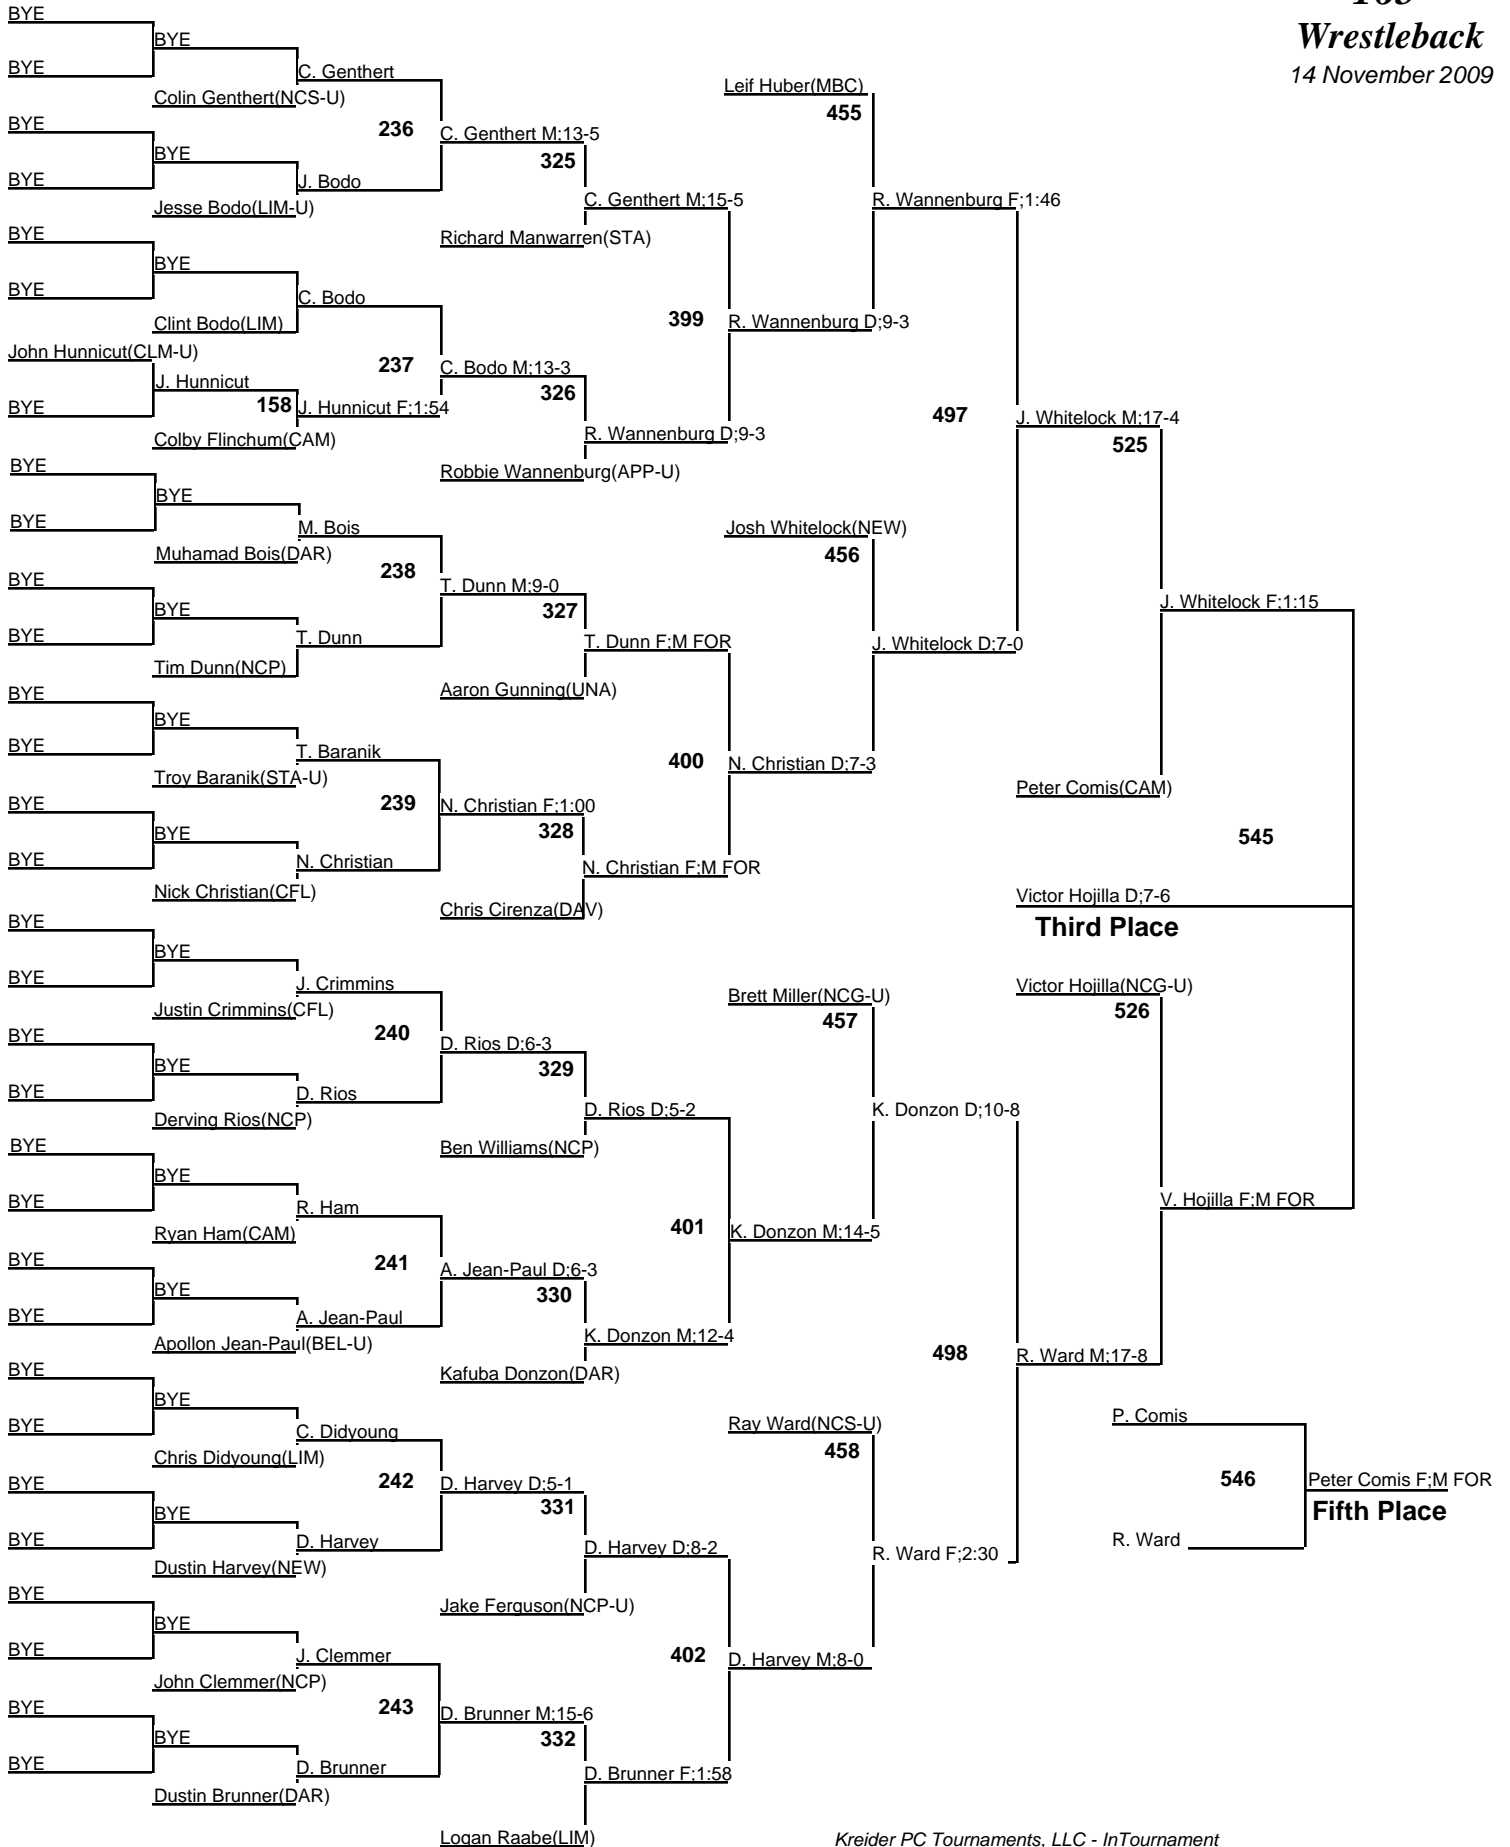 Wrestleback
14 November 2009
BYE
BYE
BYE
C. Genthert
Colin Genthert(NCS-U)
236
BYE
BYE
BYE
J. Bodo
Jesse Bodo(LIM-U)
C. Genthert M;13-5
325
C. Genthert M;15-5
Richard Manwarren(STA)
BYE
BYE
BYE
C. Bodo
Clint Bodo(LIM)
237
John Hunnicut(CLM-U)
J. Hunnicut
BYE
158
J. Hunnicut F;1:54
Colby Flinchum(CAM)
C. Bodo M;13-3
326
R. Wannenburg D;9-3
Robbie Wannenburg(APP-U)
399
R. Wannenburg D;9-3
Leif Huber(MBC)
455
R. Wannenburg F;1:46
BYE
BYE
BYE
M. Bois
Muhamad Bois(DAR)
238
BYE
BYE
BYE
T. Dunn
Tim Dunn(NCP)
T. Dunn M;9-0
327
T. Dunn F;M FOR
Aaron Gunning(UNA)
BYE
BYE
BYE
T. Baranik
Troy Baranik(STA-U)
239
BYE
BYE
BYE
N. Christian
Nick Christian(CFL)
N. Christian F;1:00
328
N. Christian F;M FOR
Chris Cirenza(DAV)
400
N. Christian D;7-3
Josh Whitelock(NEW)
456
J. Whitelock D;7-0
497
J. Whitelock M;17-4
525
J. Whitelock F;1:15
Peter Comis(CAM)
545
Victor Hojilla D;7-6
Third Place
BYE
BYE
BYE
J. Crimmins
Justin Crimmins(CFL)
240
BYE
BYE
BYE
D. Rios
Derving Rios(NCP)
D. Rios D;6-3
329
D. Rios D;5-2
Ben Williams(NCP)
BYE
BYE
BYE
R. Ham
Ryan Ham(CAM)
241
BYE
BYE
BYE
A. Jean-Paul
Apollon Jean-Paul(BEL-U)
A. Jean-Paul D;6-3
330
K. Donzon M;12-4
Kafuba Donzon(DAR)
401
K. Donzon M;14-5
Brett Miller(NCG-U)
457
K. Donzon D;10-8
BYE
BYE
BYE
C. Didyoung
Chris Didyoung(LIM)
242
BYE
BYE
BYE
D. Harvey
Dustin Harvey(NEW)
D. Harvey D;5-1
331
D. Harvey D;8-2
Jake Ferguson(NCP-U)
BYE
BYE
BYE
J. Clemmer
John Clemmer(NCP)
243
BYE
BYE
BYE
D. Brunner
Dustin Brunner(DAR)
D. Brunner M;15-6
332
D. Brunner F;1:58
Logan Raabe(LIM)
402
D. Harvey M;8-0
Ray Ward(NCS-U)
458
R. Ward F;2:30
498
R. Ward M;17-8
Victor Hojilla(NCG-U)
526
V. Hojilla F;M FOR
P. Comis
546
Peter Comis F;M FOR
Fifth Place
R. Ward
Kreider PC Tournaments, LLC - InTournament